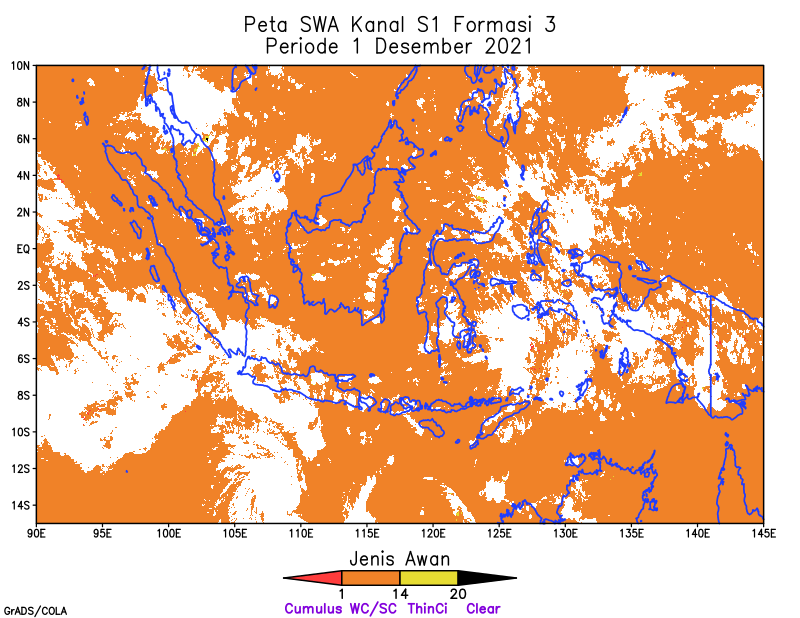 Peta SWA Kanal S1 Formasi 3
Periode 1 Desember 2021
10N
8N
6N
4N
2N
EQ
2S
4S
6S
8S
10S
12S
14S
90E 95E 100E 105E 110E 115E 120E 125E 130E 135E 140E 145E
Jenis Awan
1 14 20
Cumulus WC/SC ThinCi Clear
GrADS/COLA